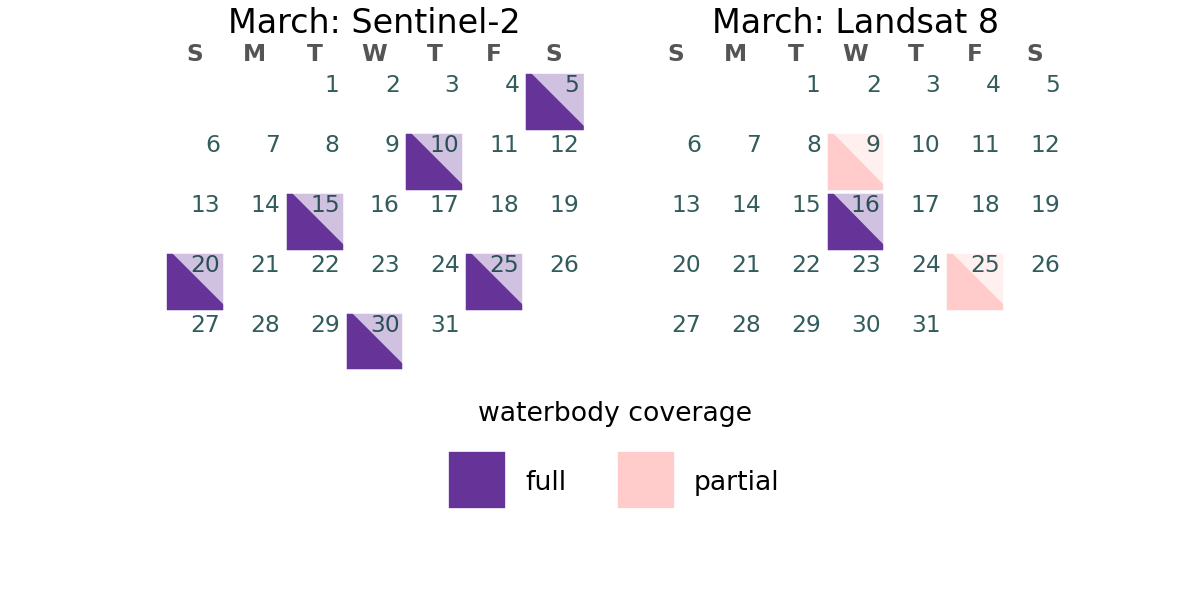 March: Sentinel-2
S M T W T F S
1 2 3 4 5
6 7 8 9 10 11 12
13 14 15 16 17 18 19
20 21 22 23 24 25 26
27 28 29 30 31
March: Landsat 8
S M T W T F S
1 2 3 4 5
6 7 8 9 10 11 12
13 14 15 16 17 18 19
20 21 22 23 24 25 26
27 28 29 30 31
waterbody coverage
full
partial